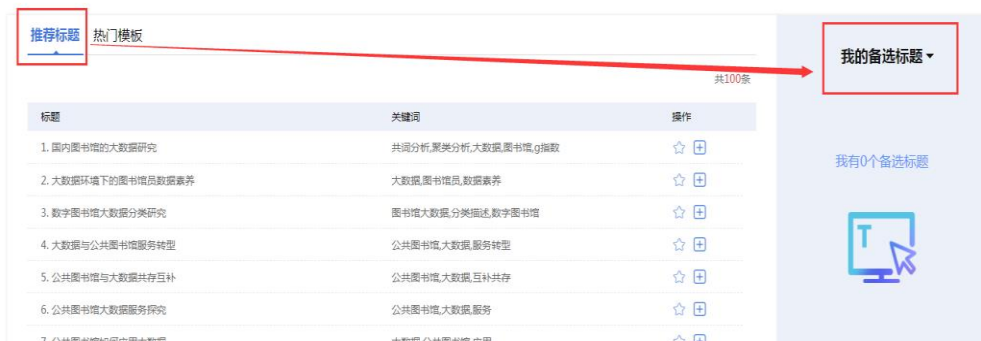 推荐标题 热门模板
我的备选标题
共100条
标题 关键词 操作
1. 国内图书馆的大数据研究 共词分析,聚类分析,大数据,图书馆,g指数
我有0个备选标题
2. 大数据环境下的图书馆员数据素养 大数据,图书馆员,数据素养
3. 数字图书馆大数据分类研究 图书馆大数据,分类描述,数字图书馆
4. 大数据与公共图书馆服务转型 公共图书馆,大数据,服务转型
T
5. 公共图书馆与大数据共存互补 公共图书馆,大数据,互补共存
6. 公共图书馆大数据服务探究 公共图书馆,大数据,服务